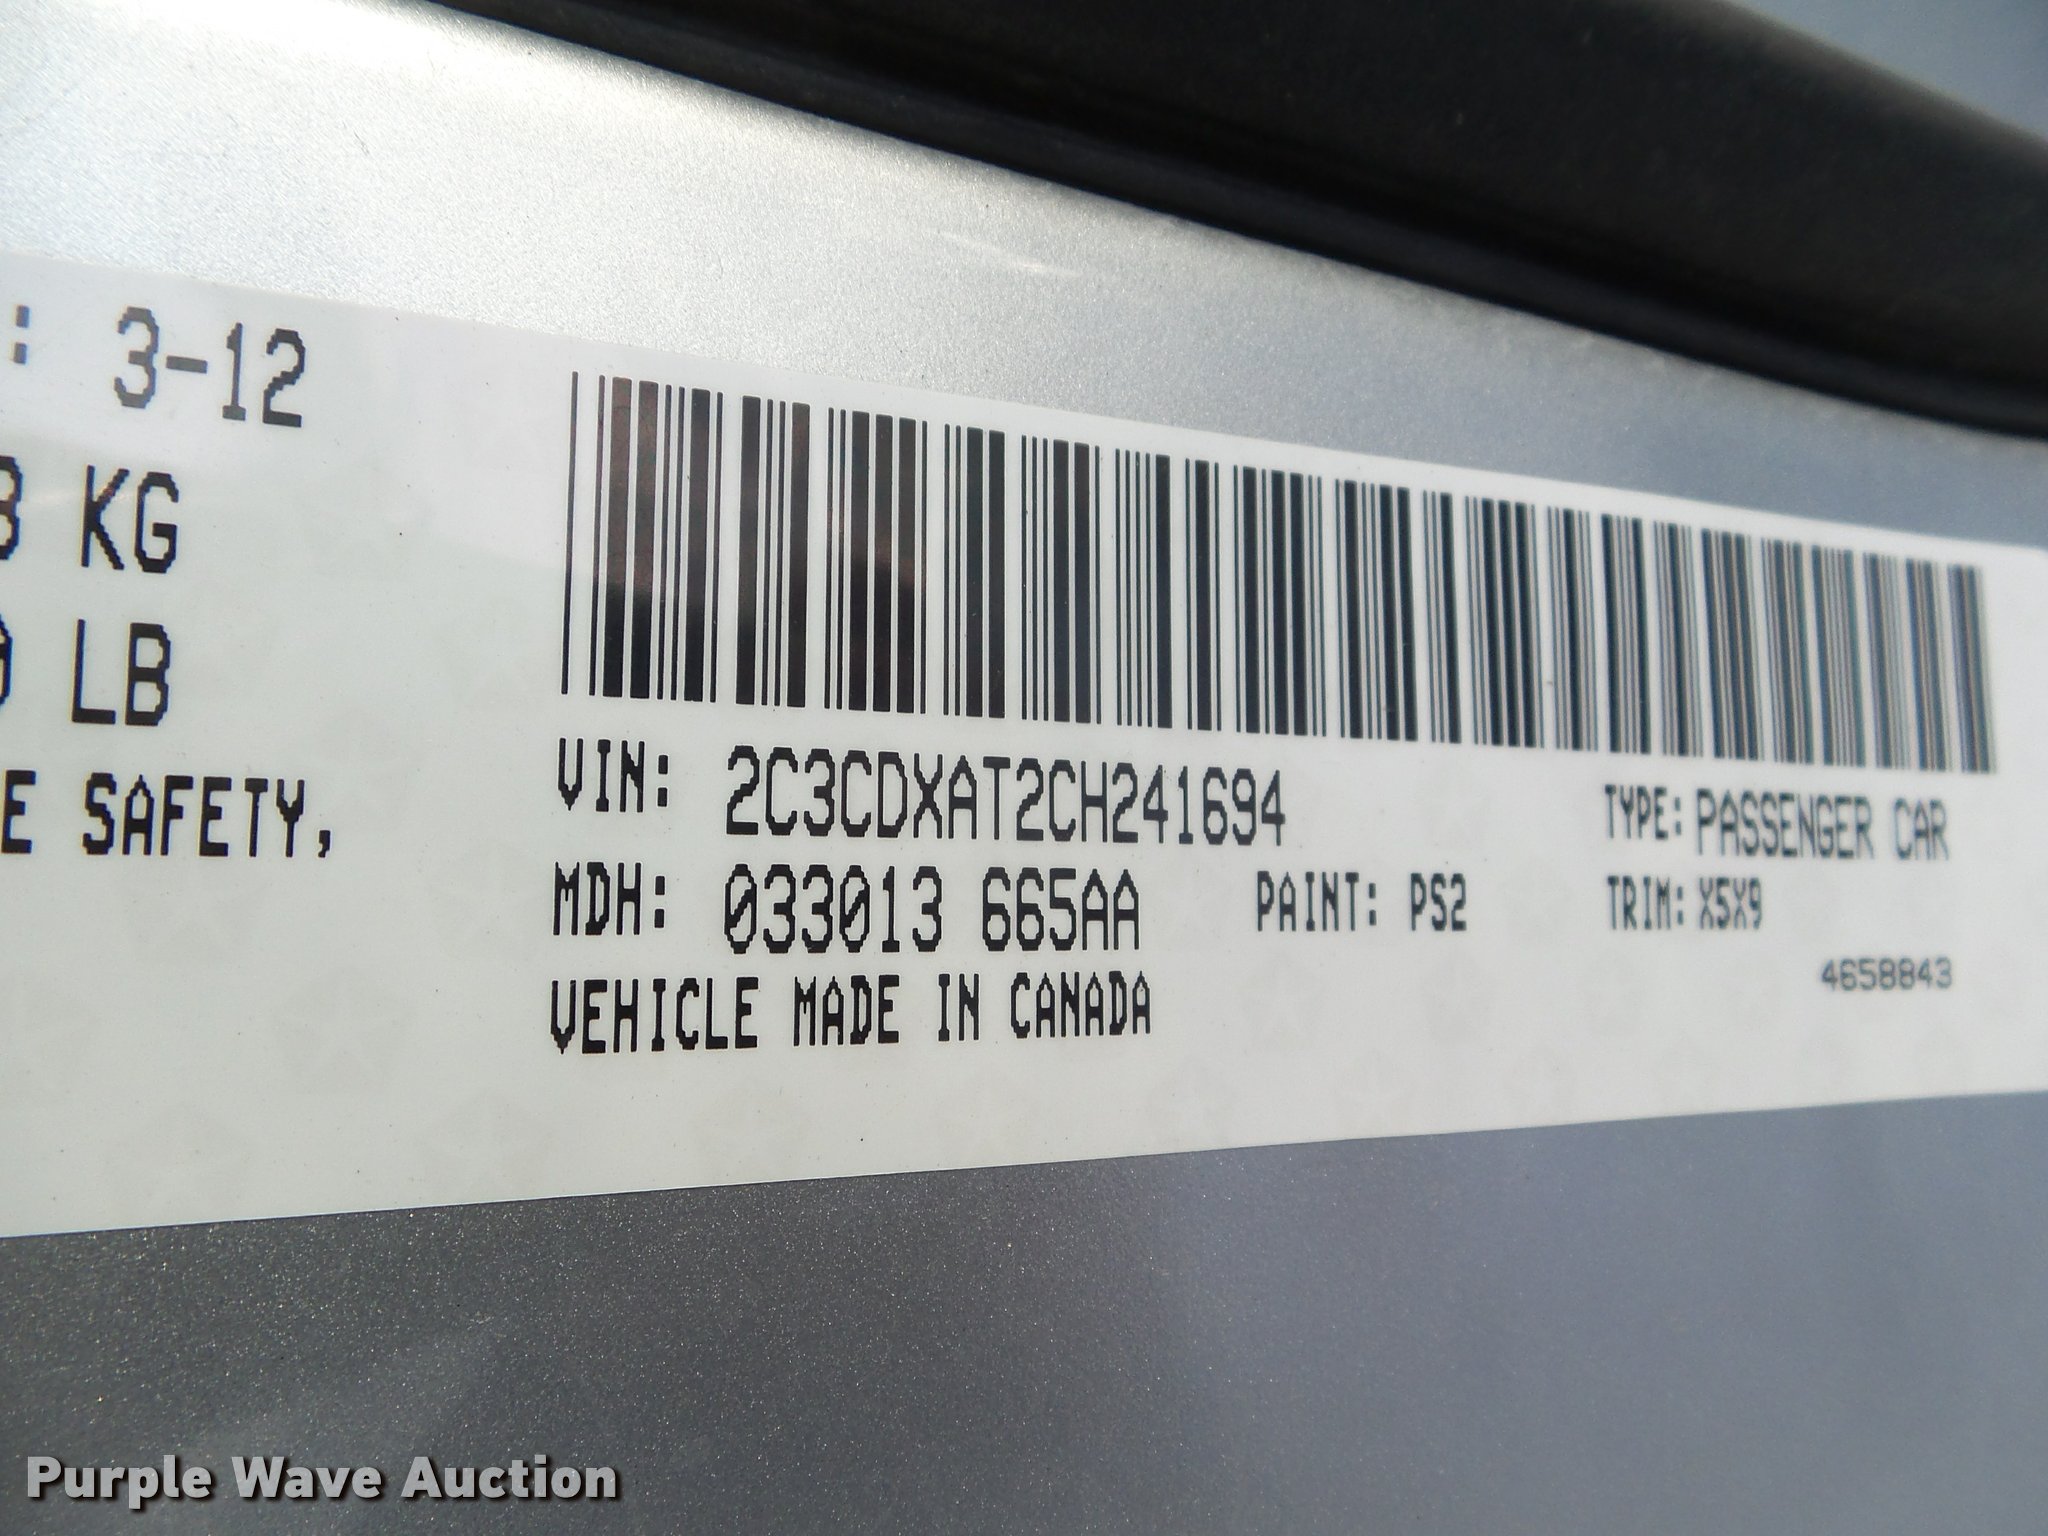 : 3-12
KG
LB
E SAFETY,
VIN: 2C3CDXAT2CH241694
TYPE: PASSENGER CAR
MDH: 033013 665AA
PAINT: PS2
TRIM: X5X9
4658843
VEHICLE MADE IN CANADA
Purple Wave Auction